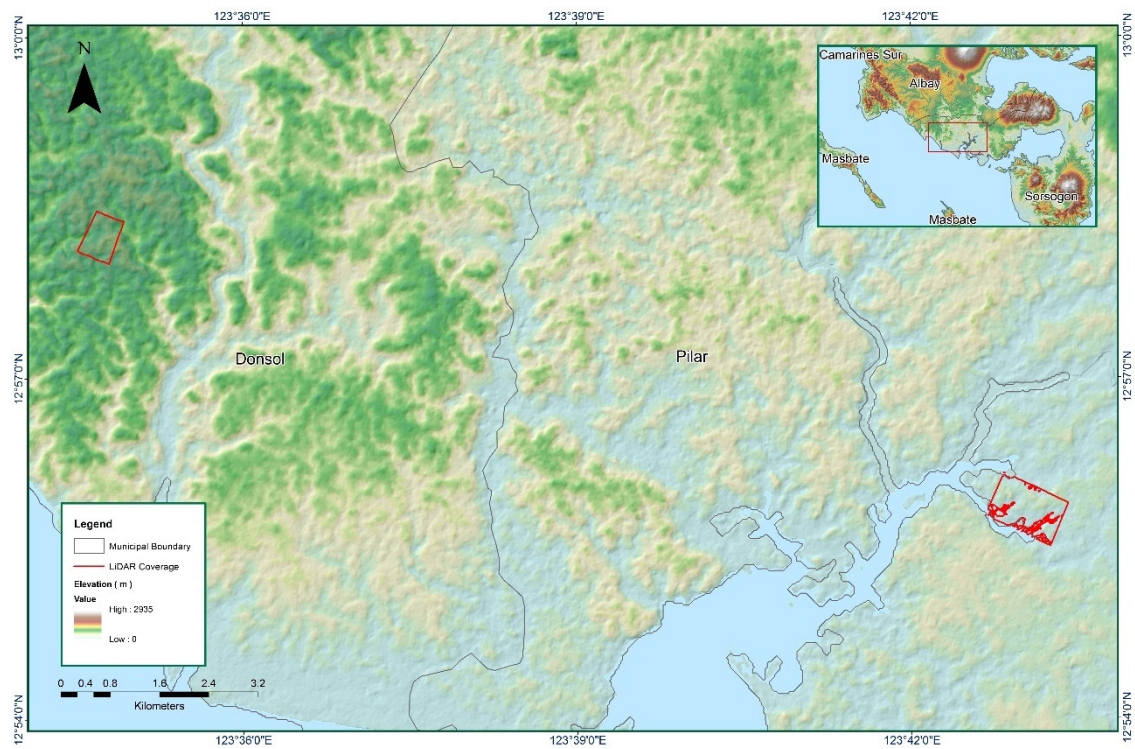 123°36'0"E 123°39'0"E 123°42'0"E
13°0'0"N 13°0'0"N
N
Camarines Sur
Albay
Masbate
Sorsogon
Masbate
Donsol Pilar
12°57'0"N 12°57'0"N
Legend
Municipal Boundary
LiDAR Coverage
Elevation ( m )
Value
High : 2935
Low : 0
0 0.4 0.8 1.6 2.4 3.2
Kilometers
12°54'0"N 12°54'0"N
123°36'0"E 123°39'0"E 123°42'0"E